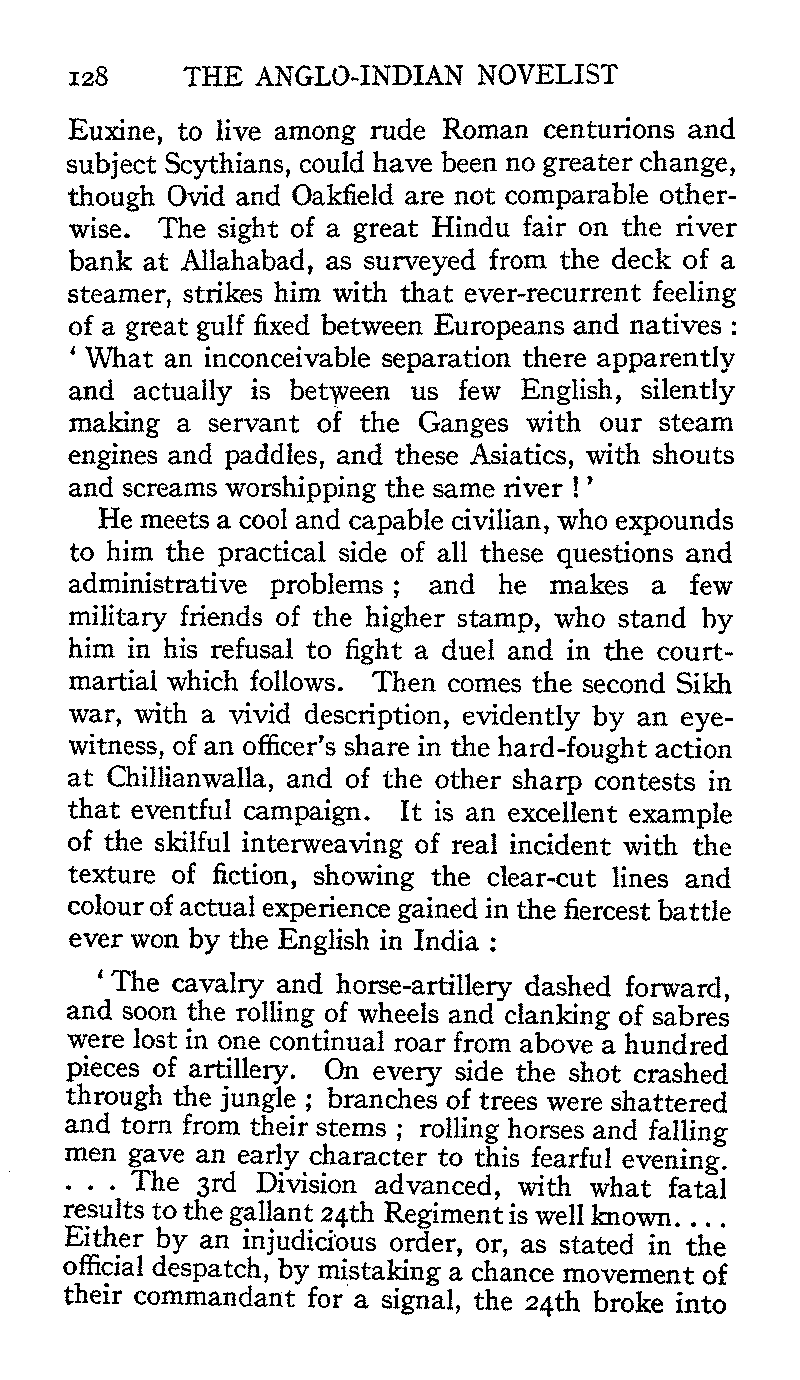 128 THE ANGLO-INDIAN NOVELIST
Euxine, to live among rude Roman centurions and
subject Scythians, could have been no greater change,
though Ovid and Oakfield are not comparable other-
wise. The sight of a great Hindu fair on the river
bank at Allahabad, as surveyed from the deck of a
steamer, strikes him with that ever-recurrent feeling
of a great gulf fixed between Europeans and natives :
‘ What an inconceivable separation there apparently
and actually is between us few English, silently
making a servant of the Ganges with our steam
engines and paddles, and these Asiatics, with shouts
and screams worshipping the same river ! ’
He meets a cool and capable civilian, who expounds
to him the practical side of all these questions and
administrative problems ; and he makes a few
military friends of the higher stamp, who stand by
him in his refusal to fight a duel and in the court-
martial which follows. Then comes the second Sikh
war, with a vivid description, evidently by an eye-
witness, of an officer’s share in the hard-fought action
at Chillianwalla, and of the other sharp contests in
that eventful campaign. It is an excellent example
of the skilful interweaving of real incident with the
texture of fiction, showing the clear-cut lines and
colour of actual experience gained in the fiercest battle
ever won by the English in India :
‘ The cavalry and horse-artillery dashed forward,
and soon the rolling of wheels and clanking of sabres
were lost in one continual roar from above a hundred
pieces of artillery. On every side the shot crashed
through the jungle ; branches of trees were shattered
and torn from their stems ; rolling horses and falling
men gave an early character to this fearful evening.
. . . The 3rd Division advanced, with what fatal
results to the gallant 24th Regiment is well known. . . .
Either by an injudicious order, or, as stated in the
official despatch, by mistaking a chance movement of
their commandant for a signal, the 24th broke into